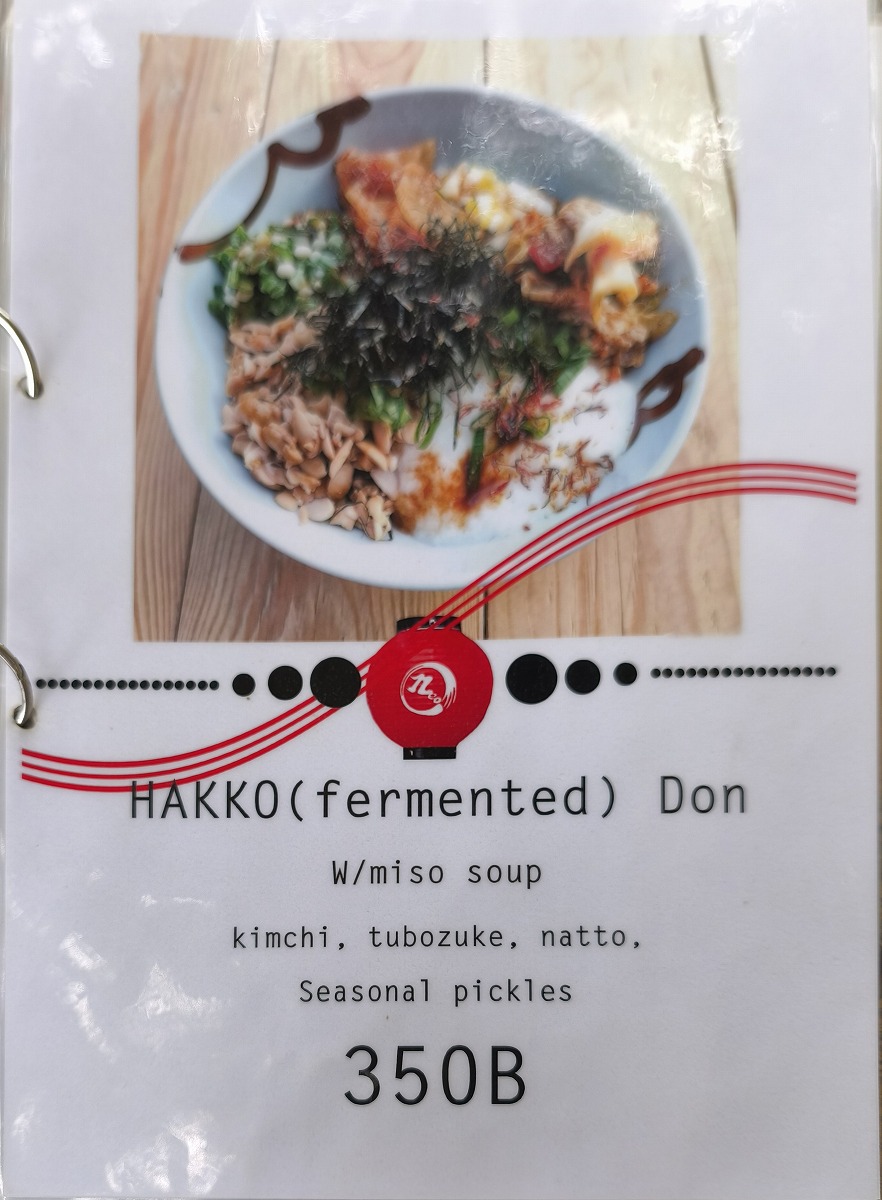 HAKKO(fermented) Don
W/miso soup
kimchi, tubozuke, natto,
Seasonal pickles
350B